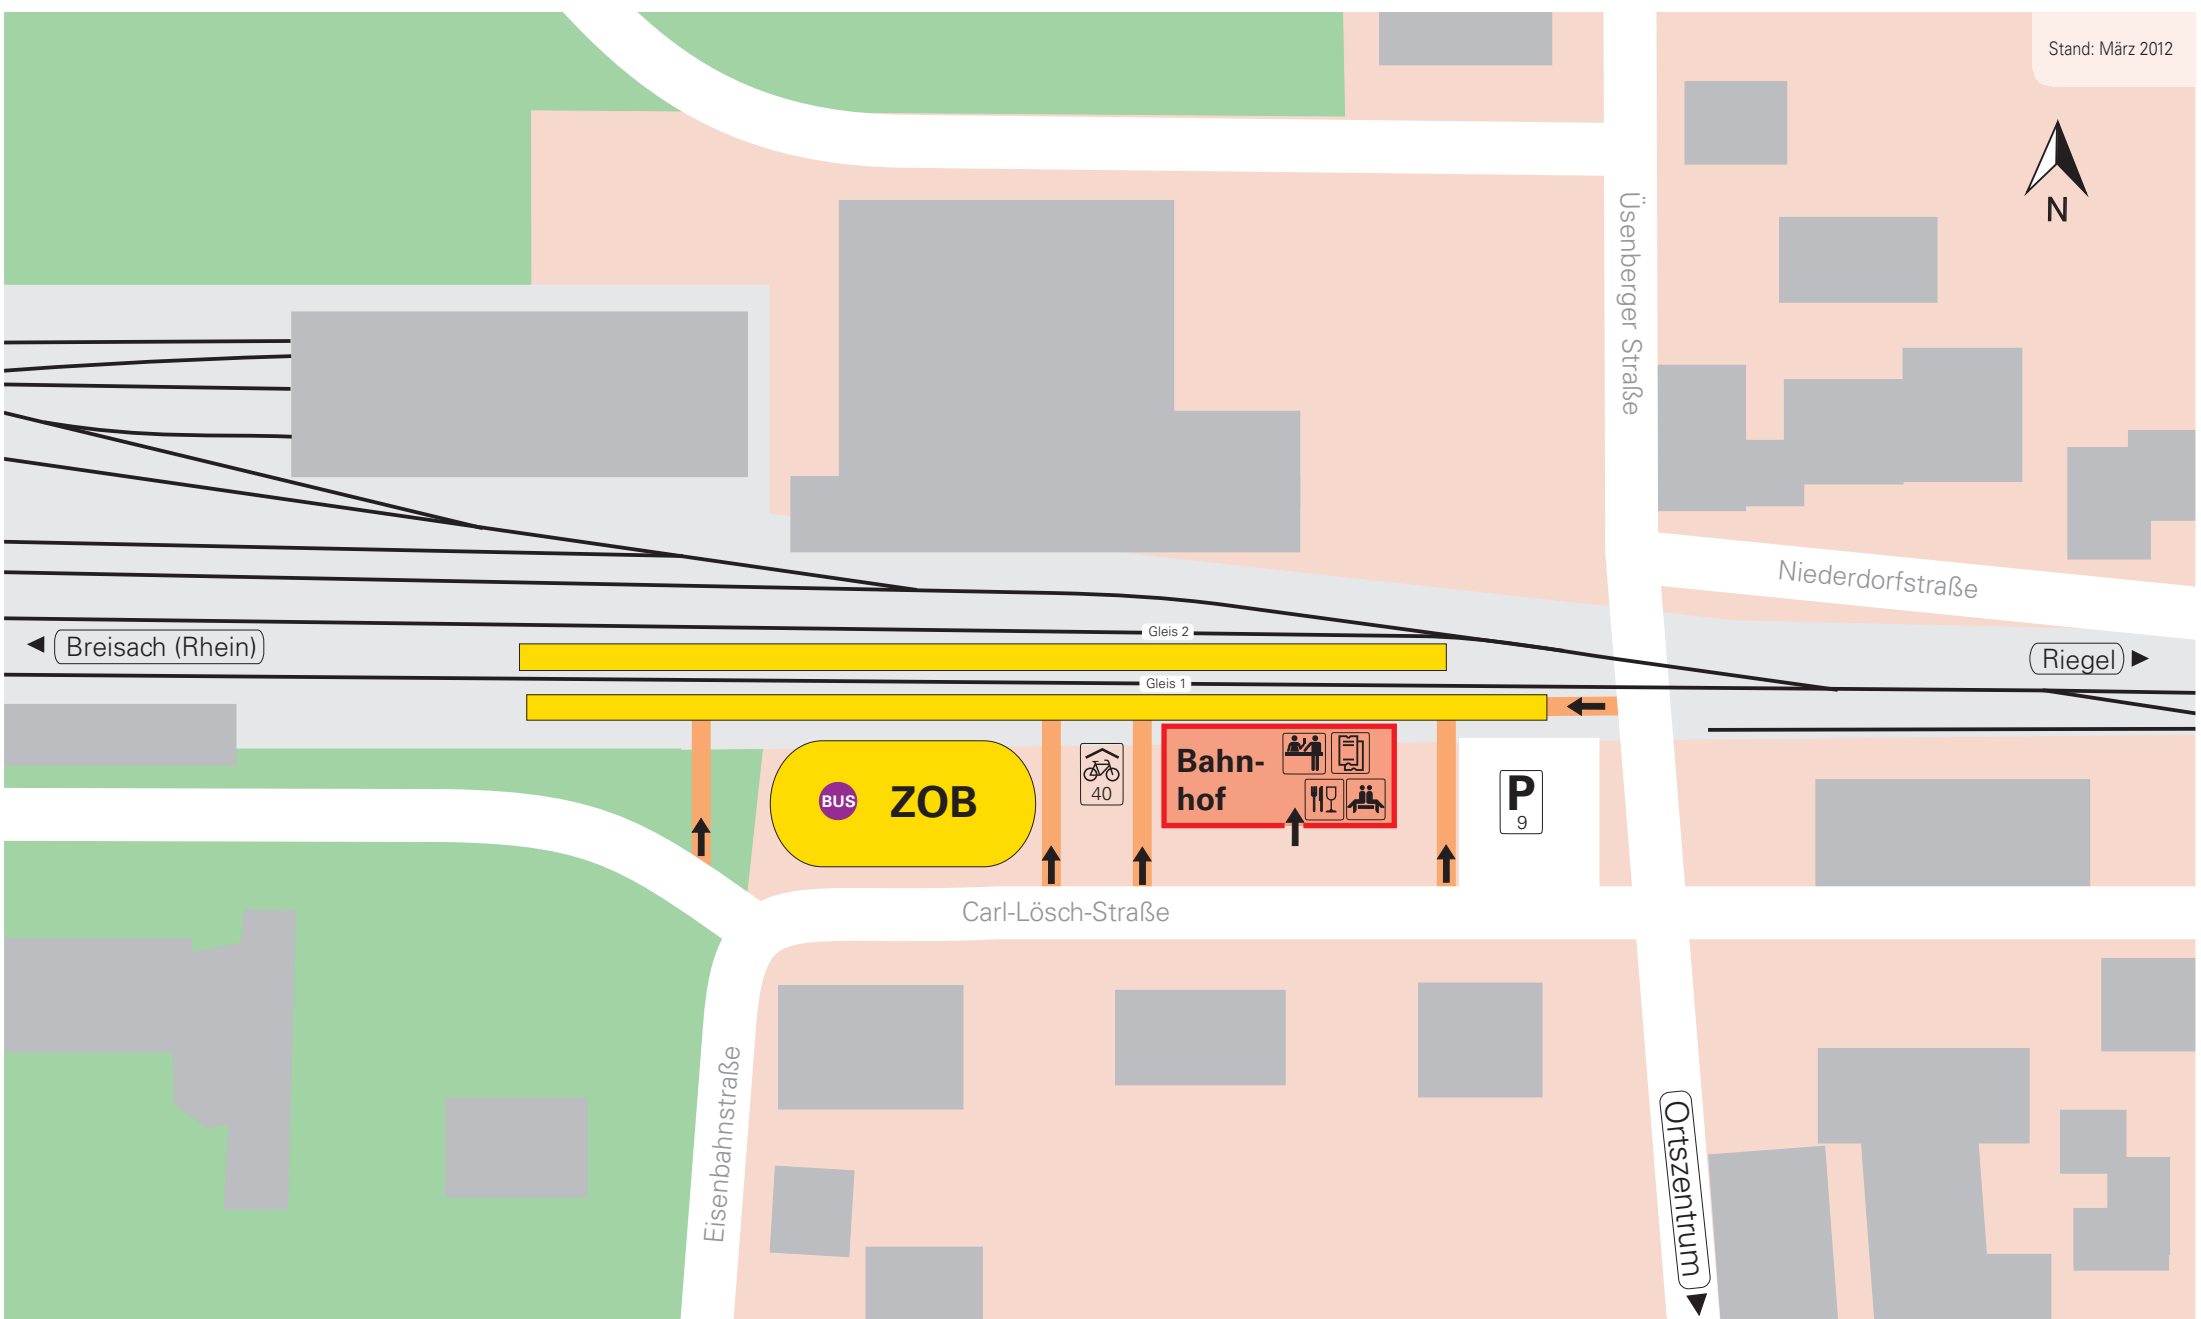 Stand: März 2012
N
Üsenberger Straße
Niederdorfstraße
Gleis 2
Breisach (Rhein)
Riegel
Gleis 1
Bahn-
hof
BUS
ZOB
40
P
9
Carl-Lösch-Straße
Eisenbahnstraße
Ortszentrum